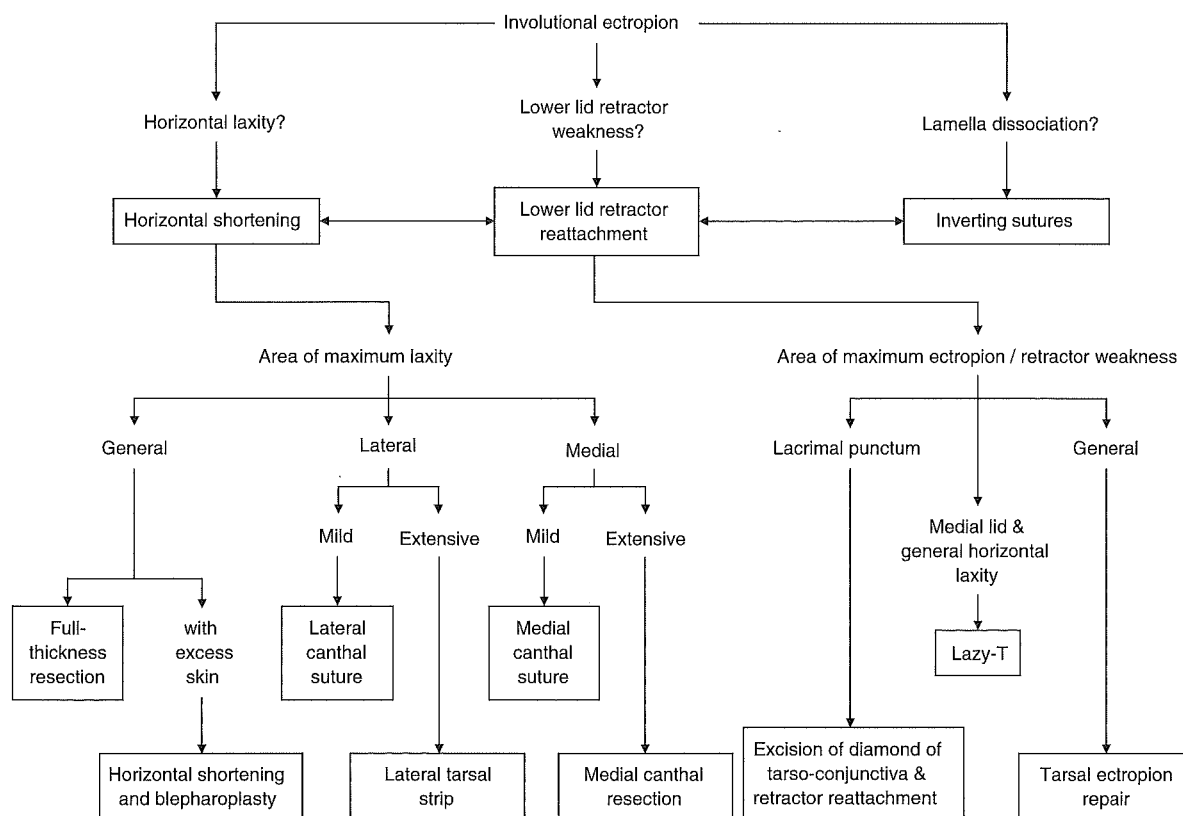 Involutional ectropion
Horizontal laxity?
Lower lid retractor
weakness?
Lamella dissociation?
Horizontal shortening
Lower lid retractor
reattachment
Inverting sutures
Area of maximum laxity
Area of maximum ectropion / retractor weakness
General
Lateral
Medial
Lacrimal punctum
General
Mild
Extensive
Mild
Extensive
Medial lid &
general horizontal
laxity
Full-
thickness
resection
with
excess
skin
Lateral
canthal
suture
Medial
canthal
suture
Lazy-T
Horizontal shortening
and blepharoplasty
Lateral tarsal
strip
Medial canthal
resection
Excision of diamond of
tarso-conjunctiva &
retractor reattachment
Tarsal ectropion
repair